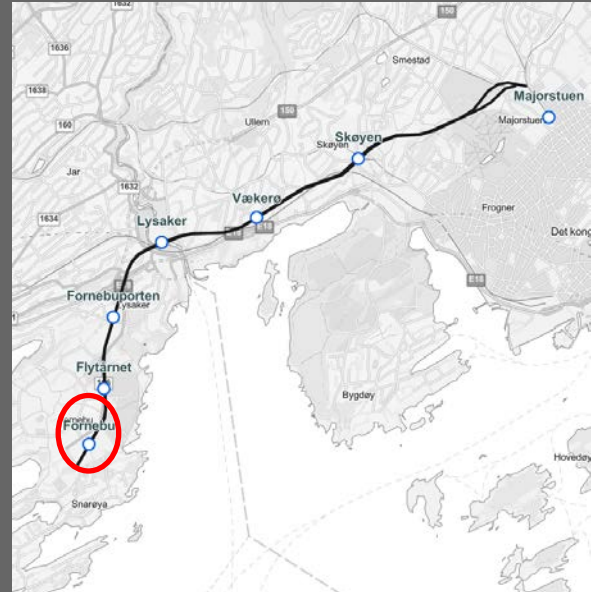 150
1636
1632
Smestad
1638
Majorstuen
Majorstuen
150
160
Ullern
Skøyen
Skøyen
Jar
1632
Vækerø
Frogner
1634
Lysaker
E18
E18
Det kong
E18
Fornebuporten
Lysaker
Flytårnet
Bygdøy
Fornebu
Hovedøy
Snarøya